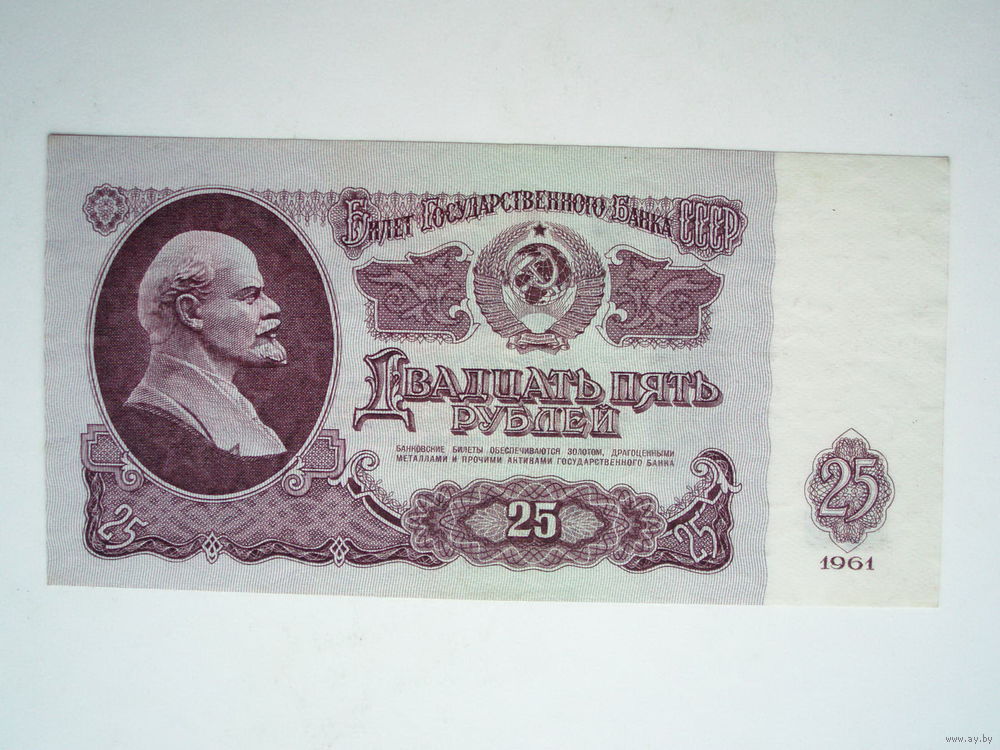 Билет Государственного Банка СССР
Двадцать пять
рублей
БАНКОВСКИЕ БИЛЕТЫ ОБЕСПЕЧИВАЮТСЯ ЗОЛОТОМ, ДРАГОЦЕННЫМИ
МЕТАЛЛАМИ И ПРОЧИМИ АКТИВАМИ ГОСУДАРСТВЕННОГО БАНКА
25
25
25
25
1961
www.ay.by